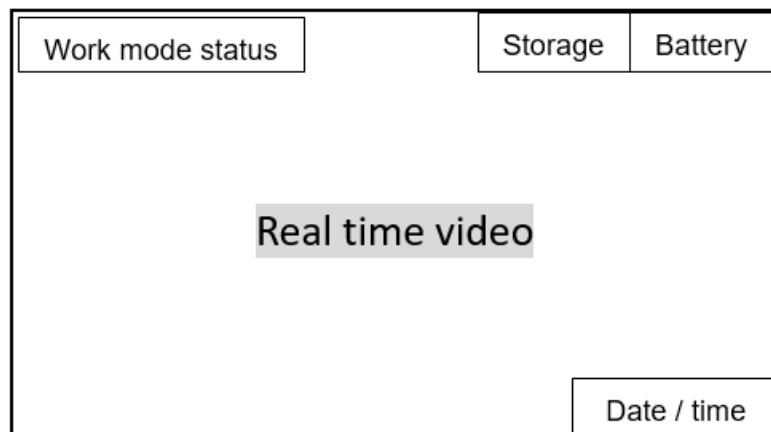 Work mode status
Storage
Battery
Real time video
Date / time